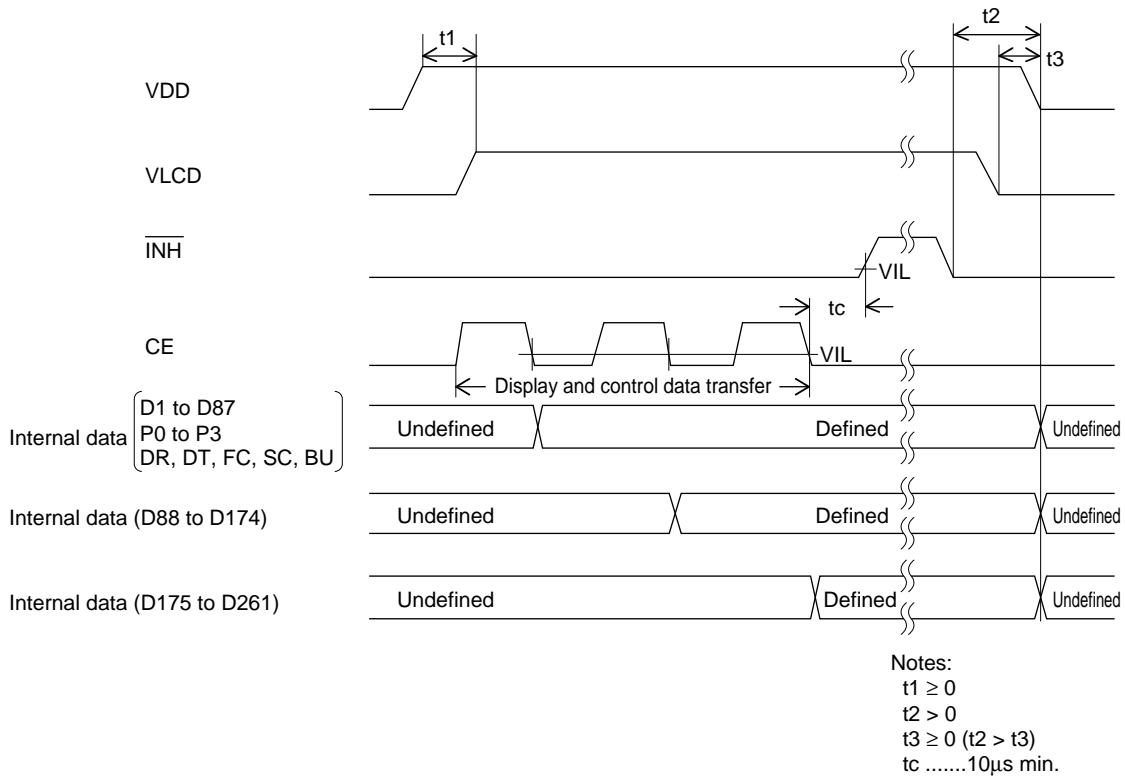 t1
t2
t3
VDD
VLCD
INH
VIL
tc
CE
VIL
Display and control data transfer
Internal data
D1 to D87
P0 to P3
DR, DT, FC, SC, BU
Undefined
Defined
Undefined
Internal data (D88 to D174)
Undefined
Defined
Undefined
Internal data (D175 to D261)
Undefined
Defined
Undefined
Notes:
t1 ≥ 0
t2 > 0
t3 ≥ 0 (t2 > t3)
tc .......10μs min.